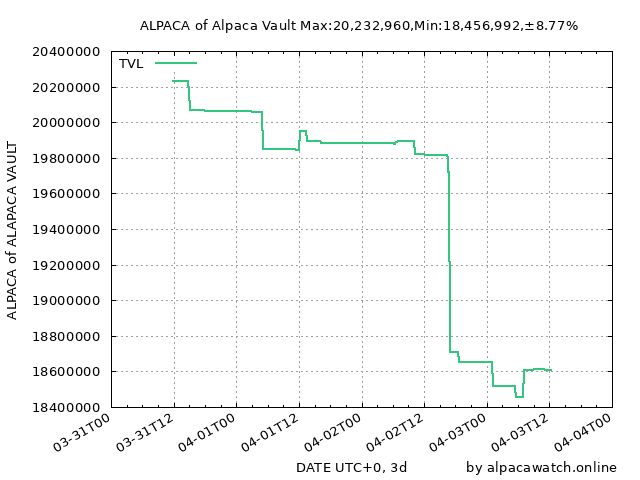 ALPACA of Alpaca Vault Max:20,232,960,Min:18,456,992,±8.77%
TVL
20400000
20200000
20000000
19800000
19600000
19400000
19200000
19000000
18800000
18600000
18400000
ALPACA of ALAPACA VAULT
03-31T00
03-31T12
04-01T00
04-01T12
04-02T00
04-02T12
04-03T00
04-03T12
04-04T00
DATE UTC+0, 3d
by alpacawatch.online